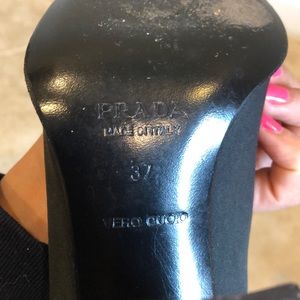 PRADA
MADE IN ITALY
37
VERO CUOIO